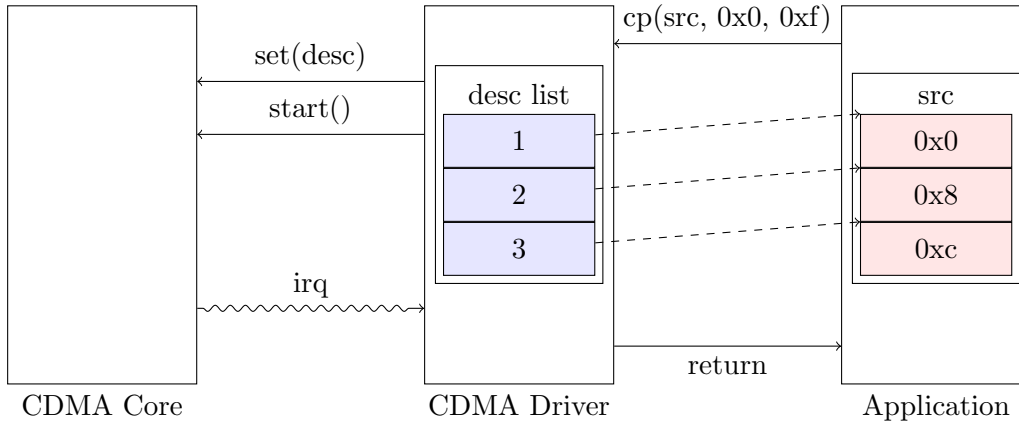 cp(src, 0x0, 0xf)
set(desc)
start()
desc list
1
2
3
src
0x0
0x8
0xc
irq
return
CDMA Core
CDMA Driver
Application